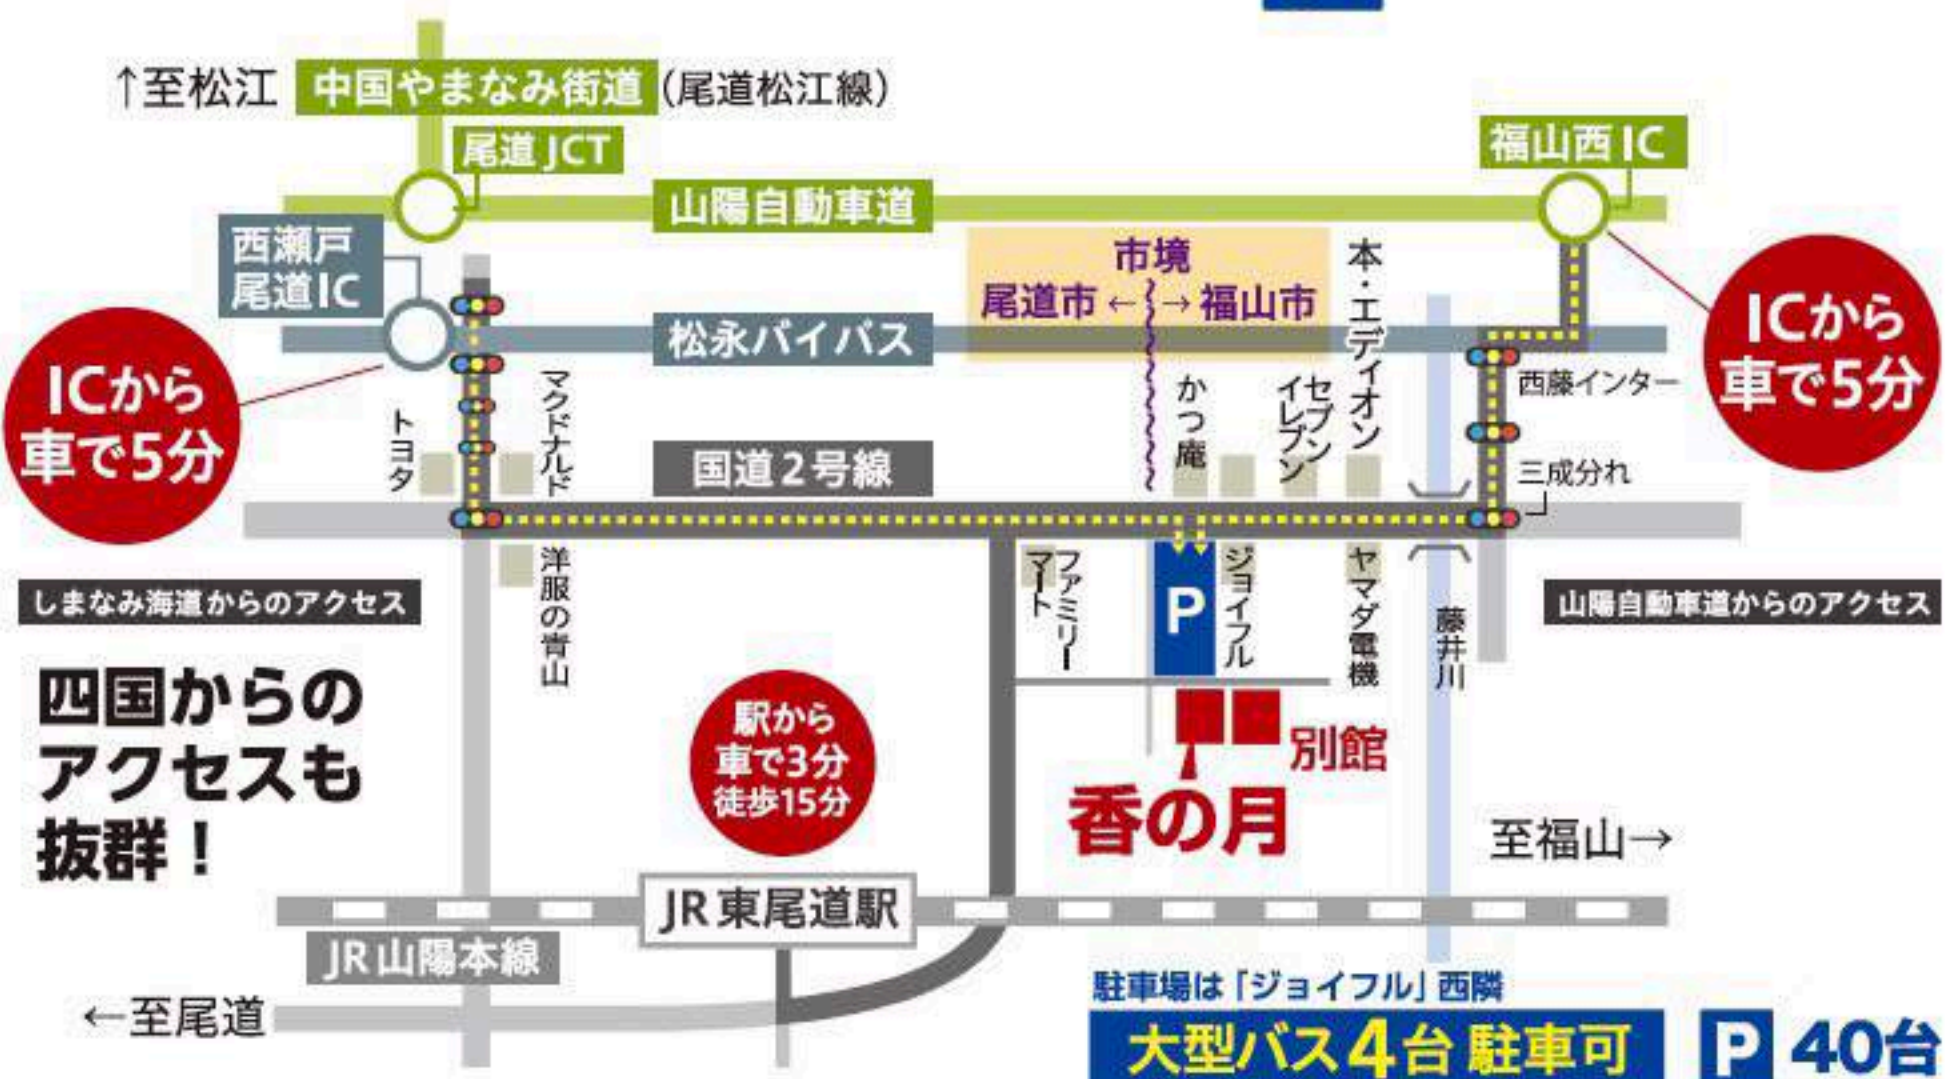 ↑至松江 中国やまなみ街道 (尾道松江線)
尾道 JCT
福山西 IC
山陽自動車道
西瀬戸
尾道IC
市境
尾道市 ←→ 福山市
本・エディオン
ICから
車で5分
松永パイパス
ICから
車で5分
西藤インター
トヨタ
マクドナルド
かつ庵
セブン
イレブン
国道2号線
三成分れ
洋服の青山
ファミリー
マート
P
ジョイフル
ヤマダ電機
藤井川
しまなみ海道からのアクセス
山陽自動車道からのアクセス
四国からの
アクセスも
抜群！
駅から
車で3分
徒歩15分
別館
香の月
至福山→
JR 東尾道駅
JR 山陽本線
←至尾道
駐車場は「ジョイフル」西隣
大型バス4台 駐車可
P 40台